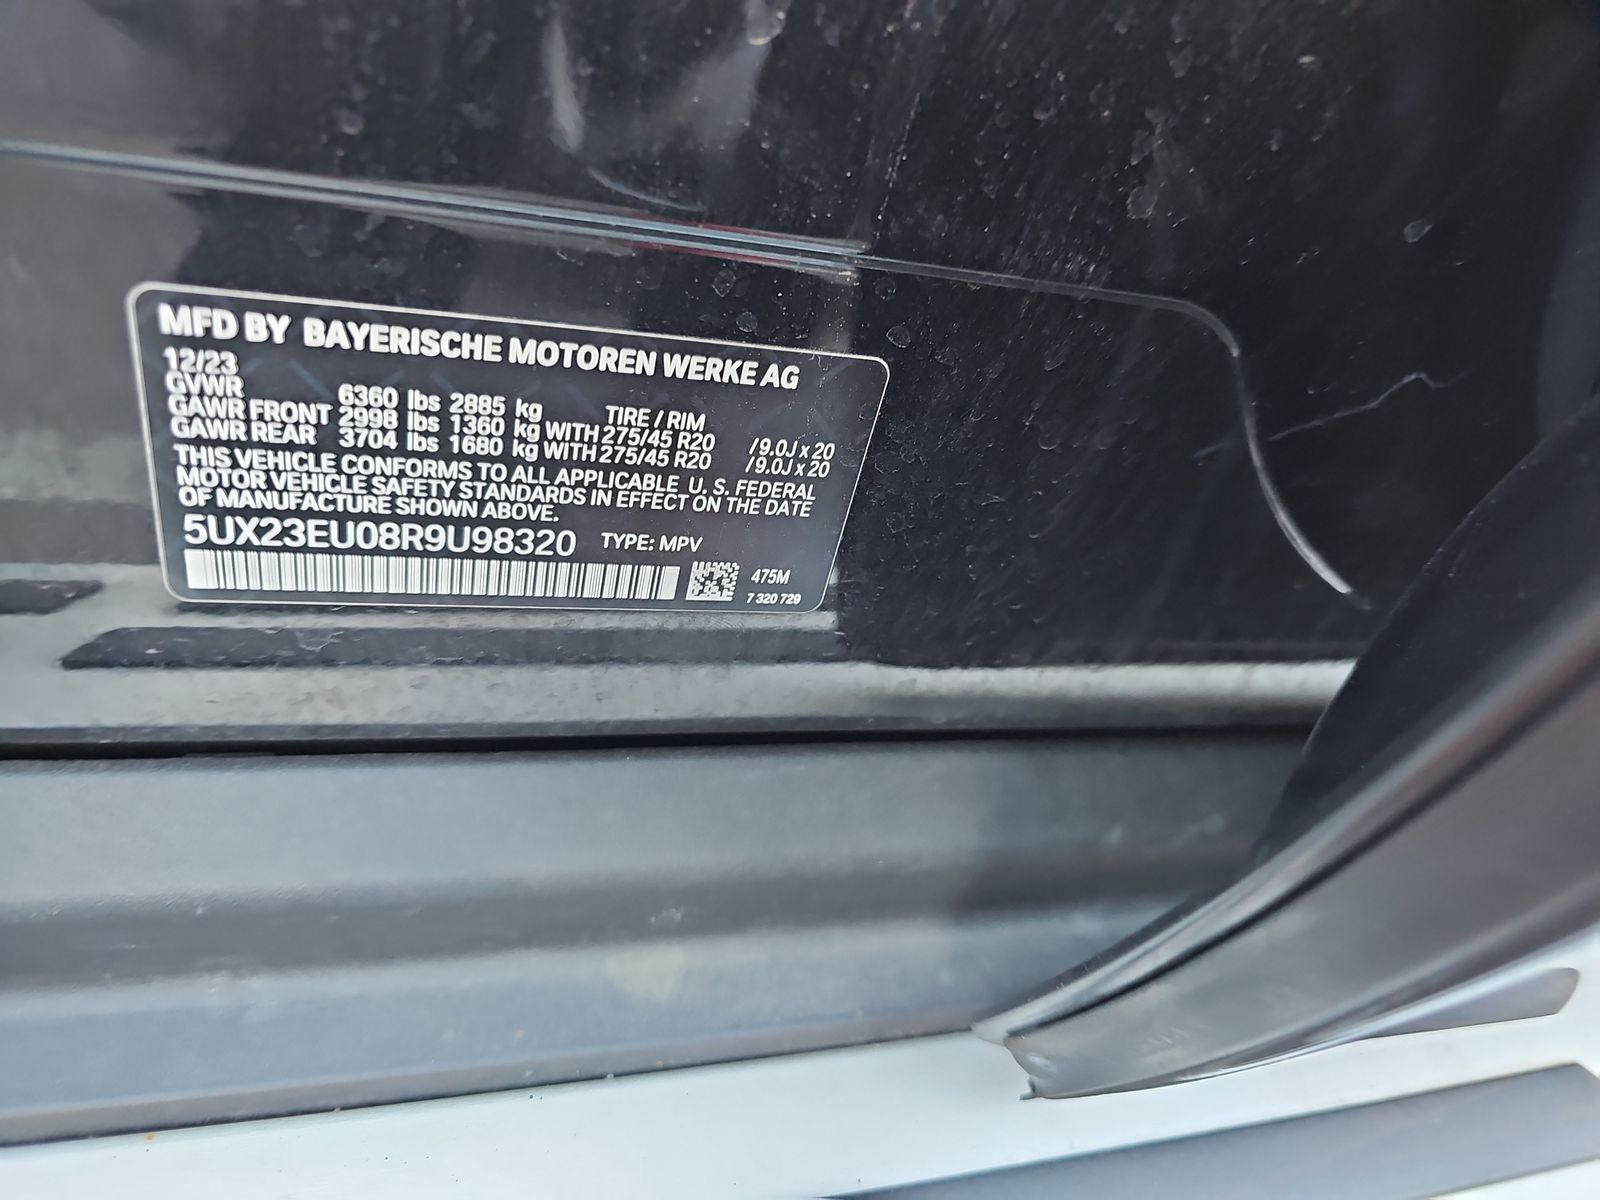 MFD BY BAYERISCHE MOTOREN WERKE AG
12/23
GVWR 6360 lbs 2885 kg TIRE / RIM
GAWR FRONT 2998 lbs 1360 kg WITH 275/45 R20 / 9.0J x 20
GAWR REAR 3704 lbs 1680 kg WITH 275/45 R20 / 9.0J x 20
THIS VEHICLE CONFORMS TO ALL APPLICABLE U. S. FEDERAL
MOTOR VEHICLE SAFETY STANDARDS IN EFFECT ON THE DATE
OF MANUFACTURE SHOWN ABOVE.
5UX23EU08R9U98320 TYPE: MPV
475M
7 320 729